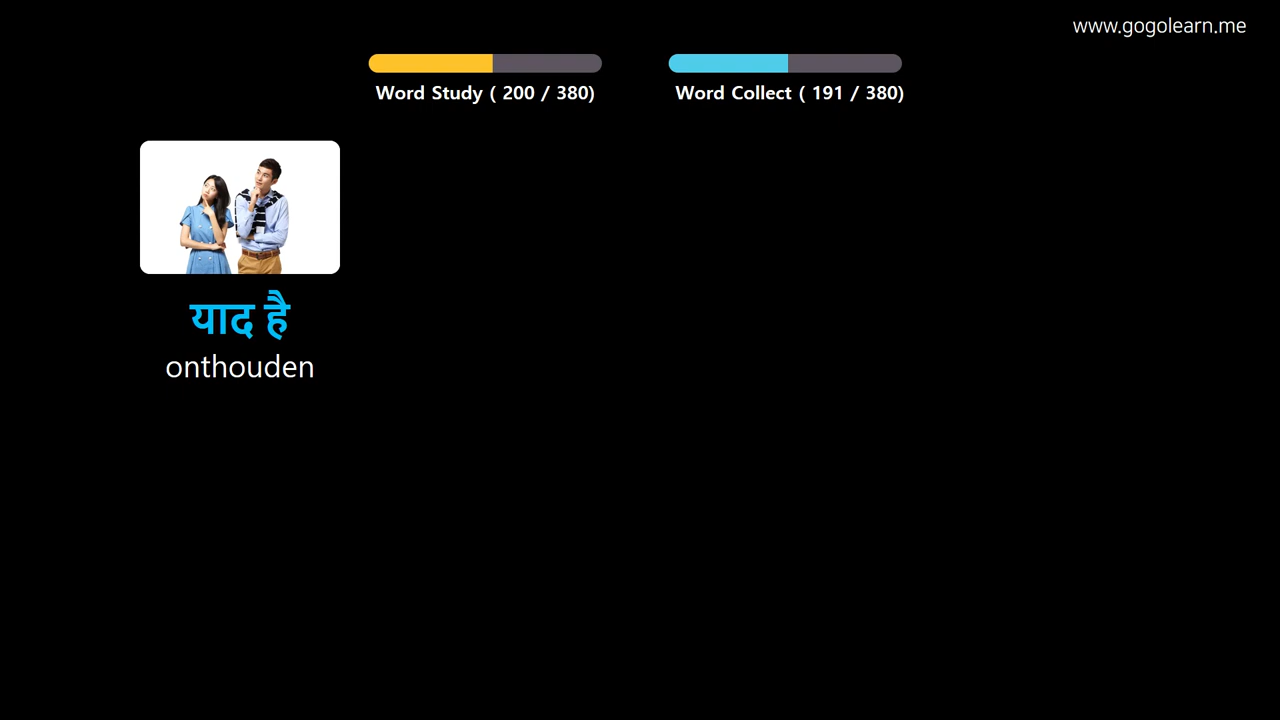 www.gogolearn.me
Word Study ( 200 / 380)
Word Collect ( 191 / 380)
याद है
onthouden